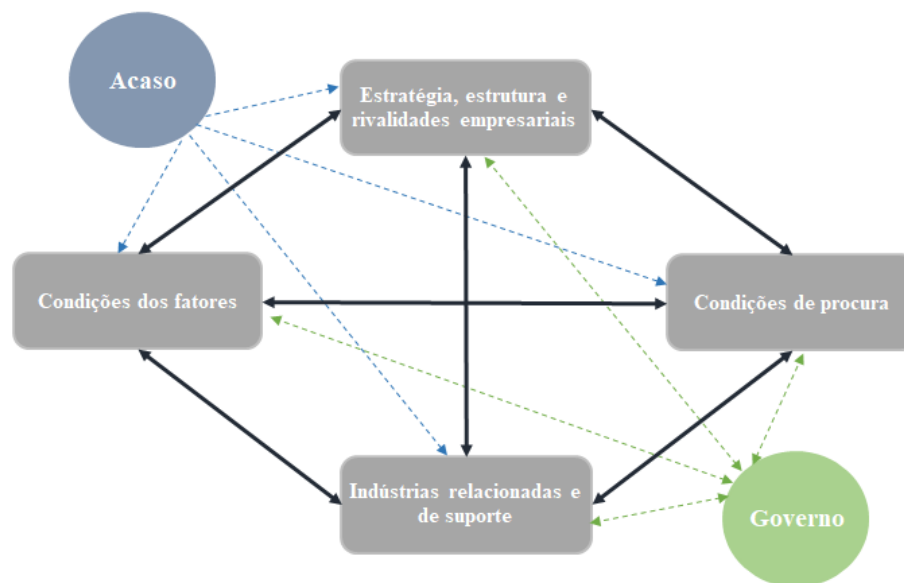 Acaso
Estratégia, estrutura e
rivalidades empresariais
Condições dos fatores
Condições de procura
Indústrias relacionadas e
de suporte
Governo